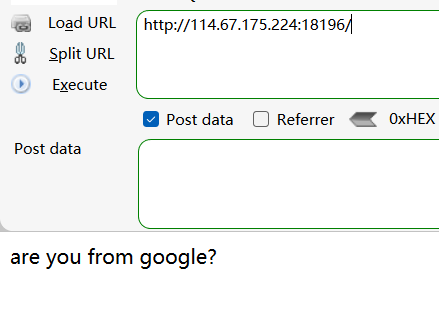 Load URL
http://114.67.175.224:18196/
Split URL
Execute
Post data
Referrer
0xHEX
Post data
are you from google?